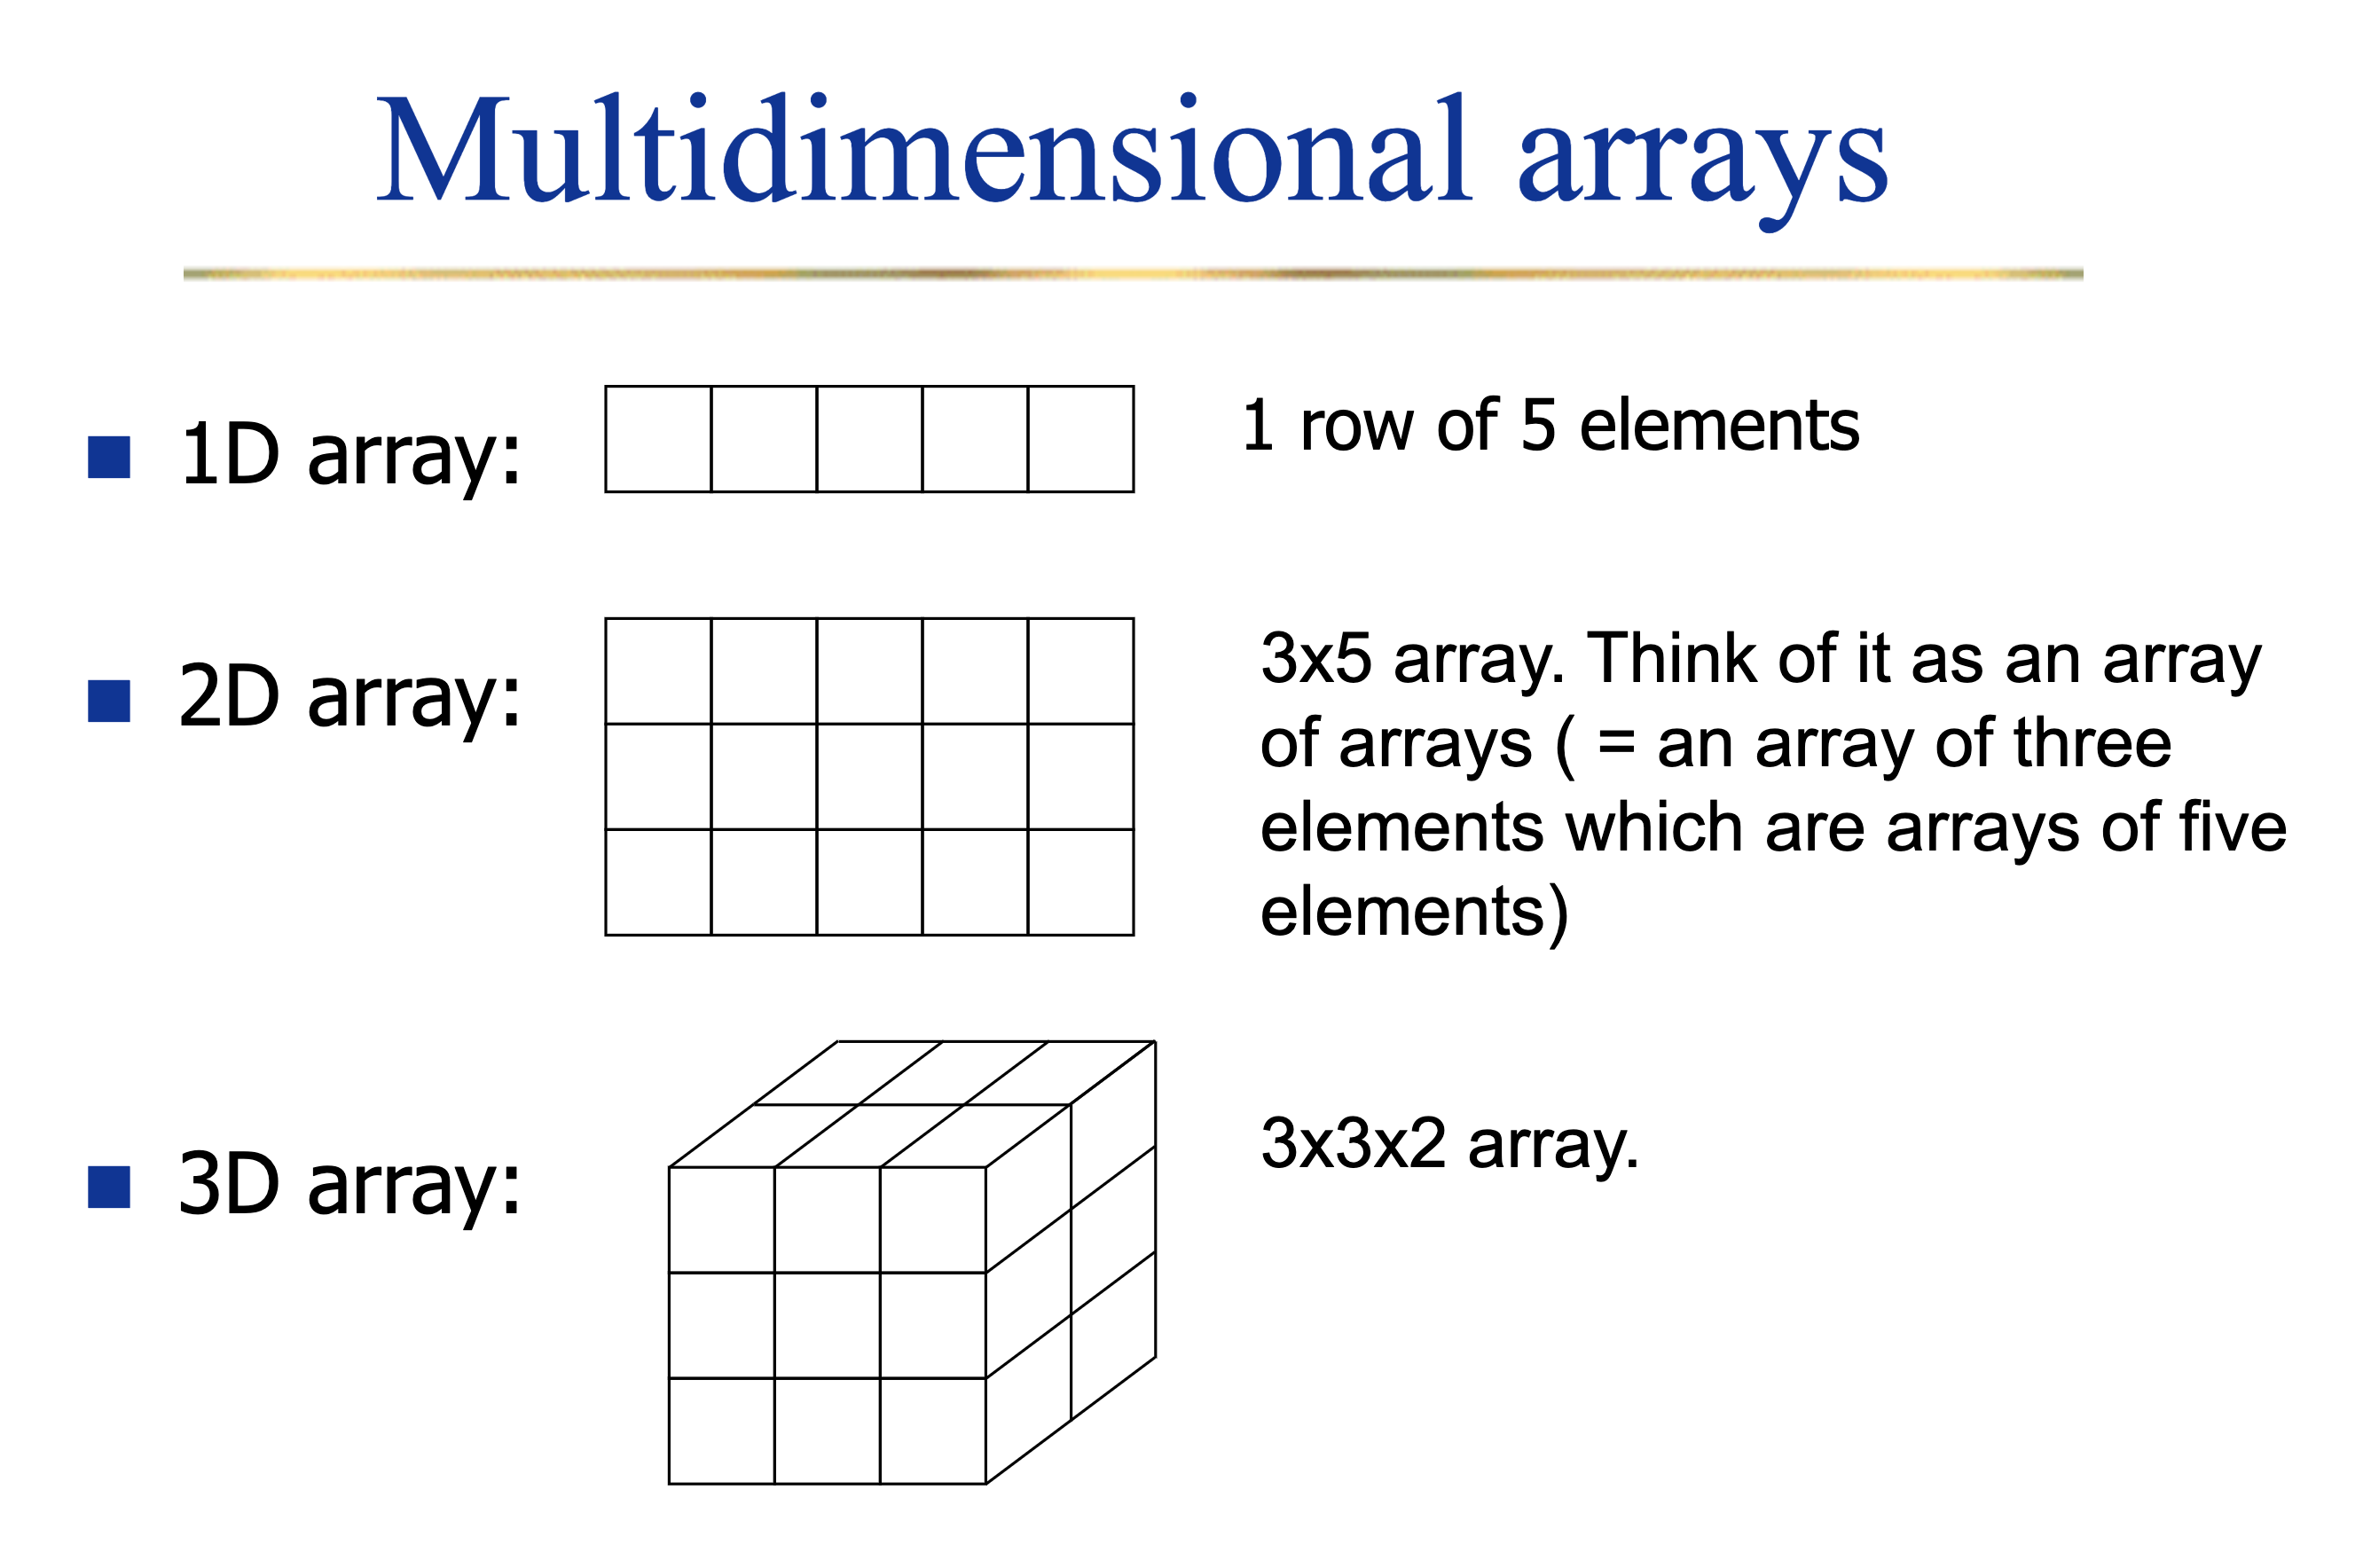 Multidimensional arrays
1D array:
1 row of 5 elements
2D array:
3x5 array. Think of it as an array
of arrays ( = an array of three
elements which are arrays of five
elements)
3D array:
3x3x2 array.